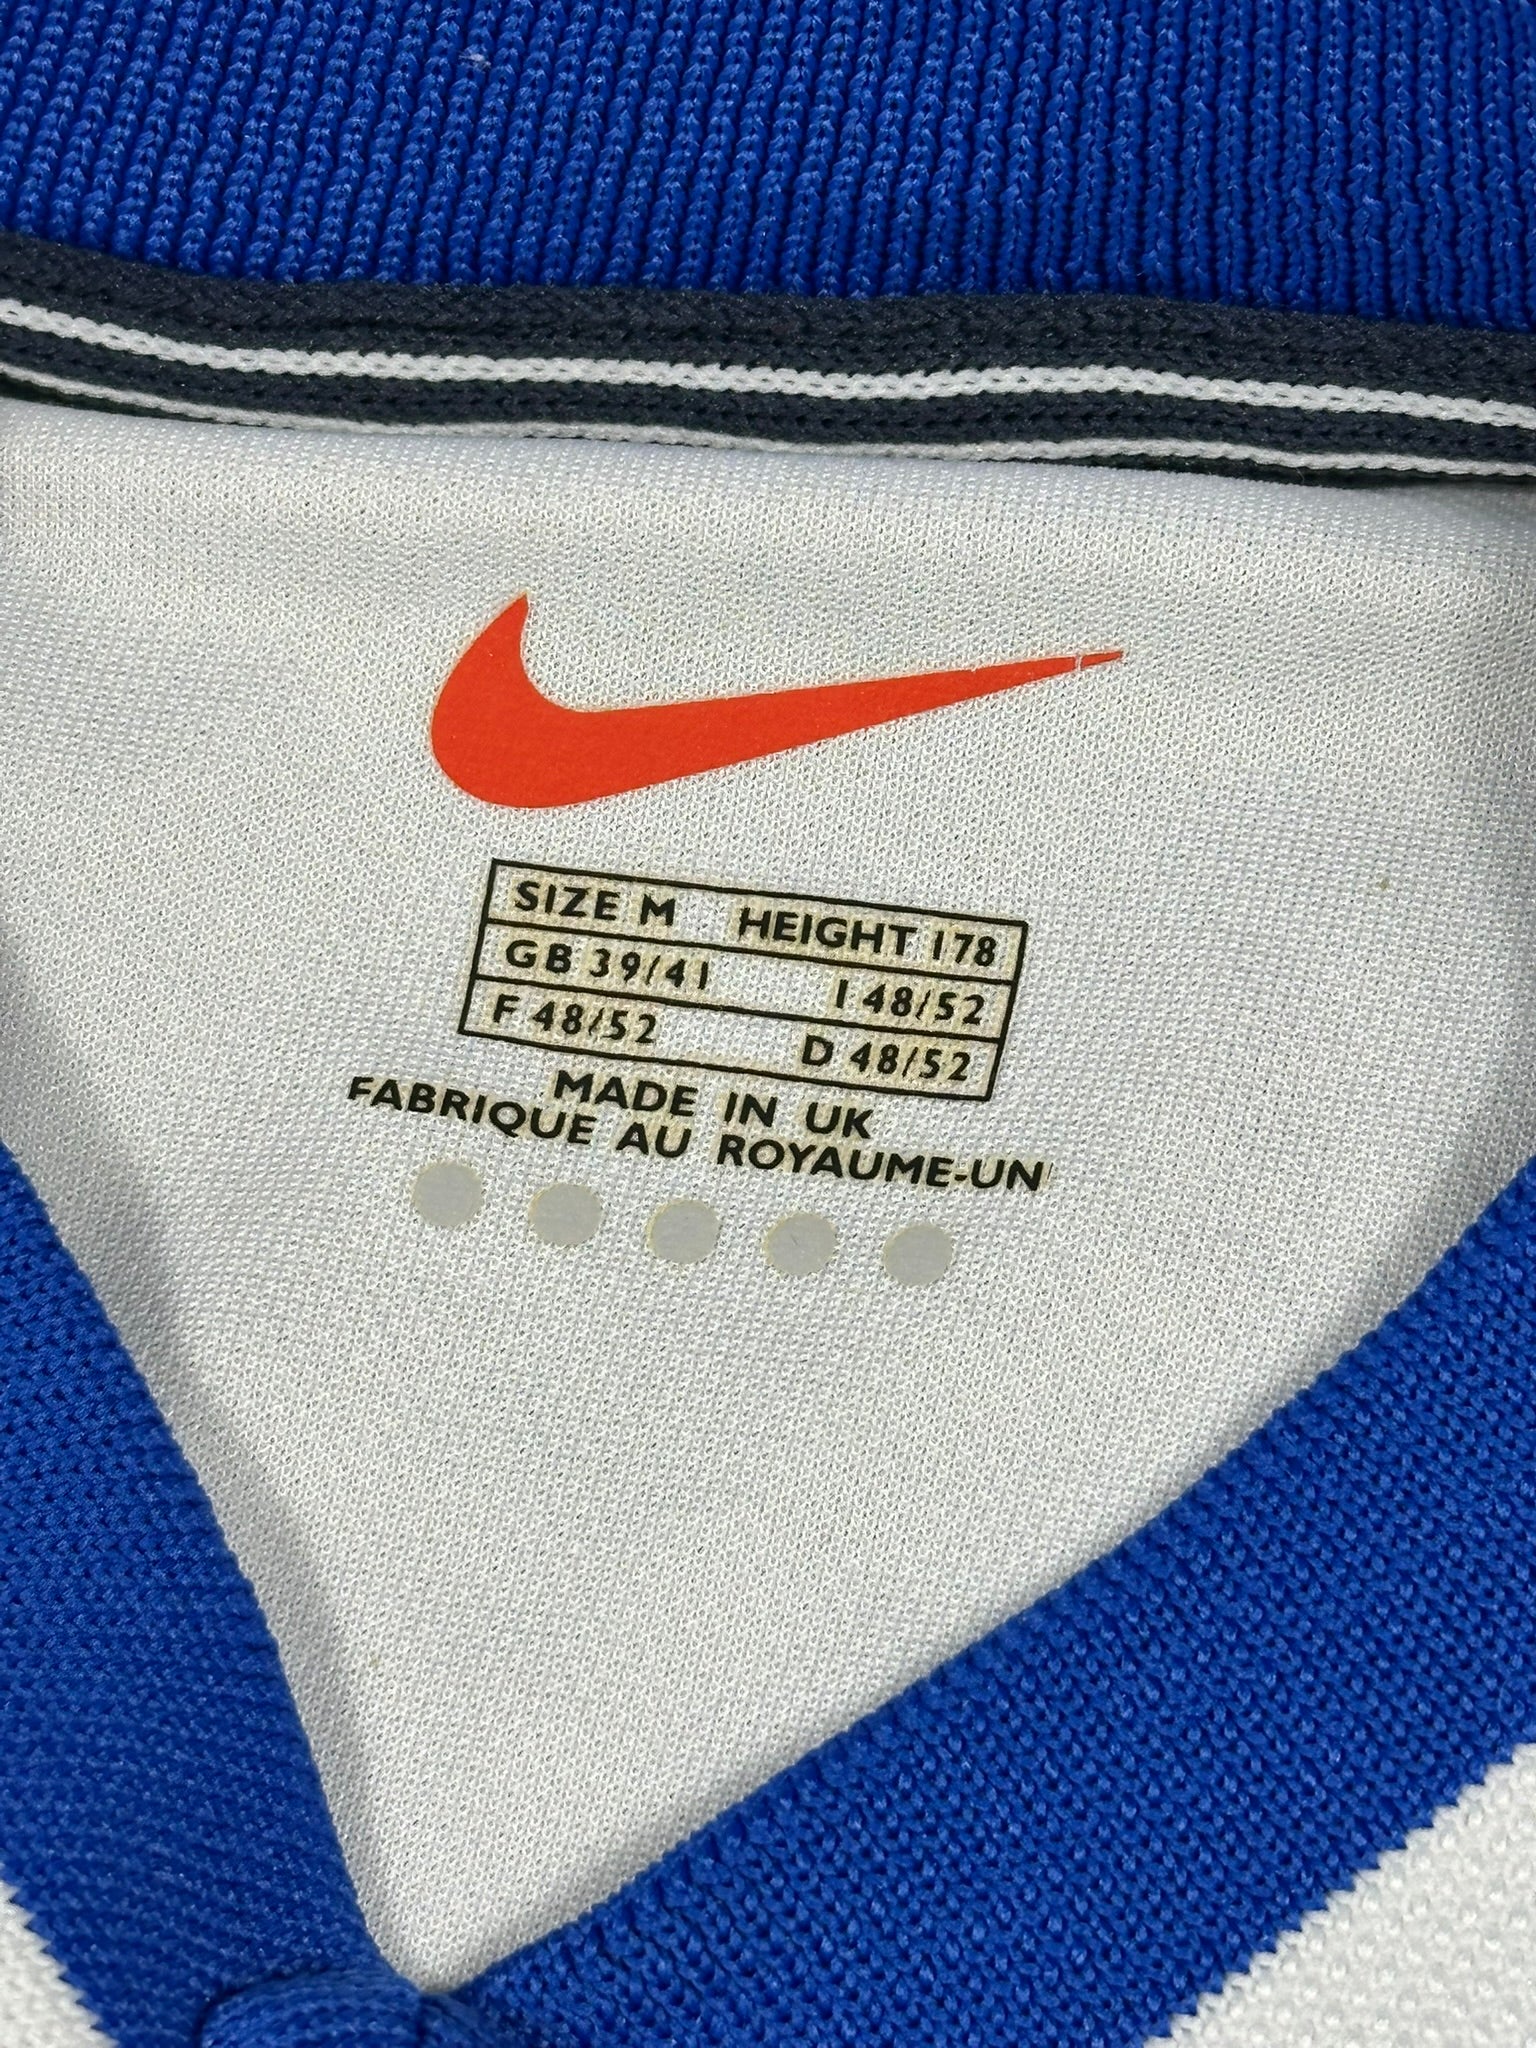 SIZE M HEIGHT 178
GB 39/41 I 48/52
F 48/52 D 48/52
MADE IN UK
FABRIQUE AU ROYAUME-UNI